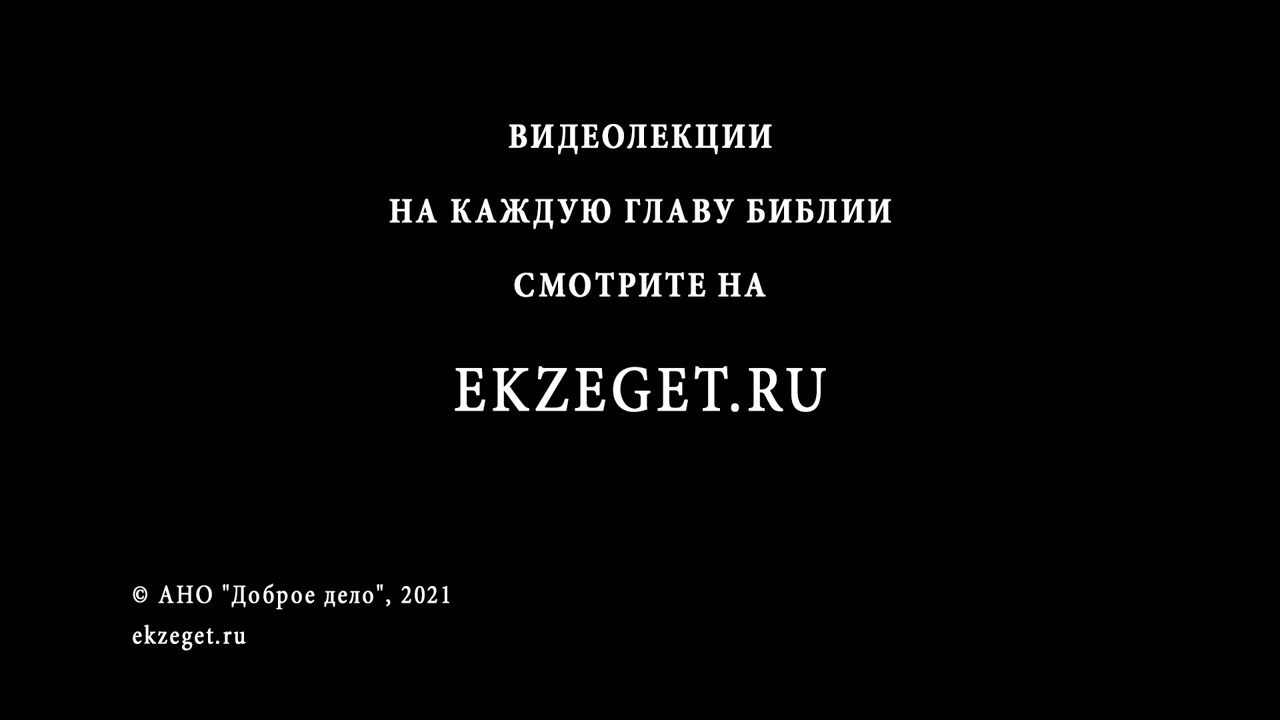 ВИДЕОЛЕКЦИИ
НА КАЖДУЮ ГЛАВУ БИБЛИИ
СМОТРИТЕ НА
EKZEGET.RU
© АНО "Доброе дело", 2021
ekzeget.ru